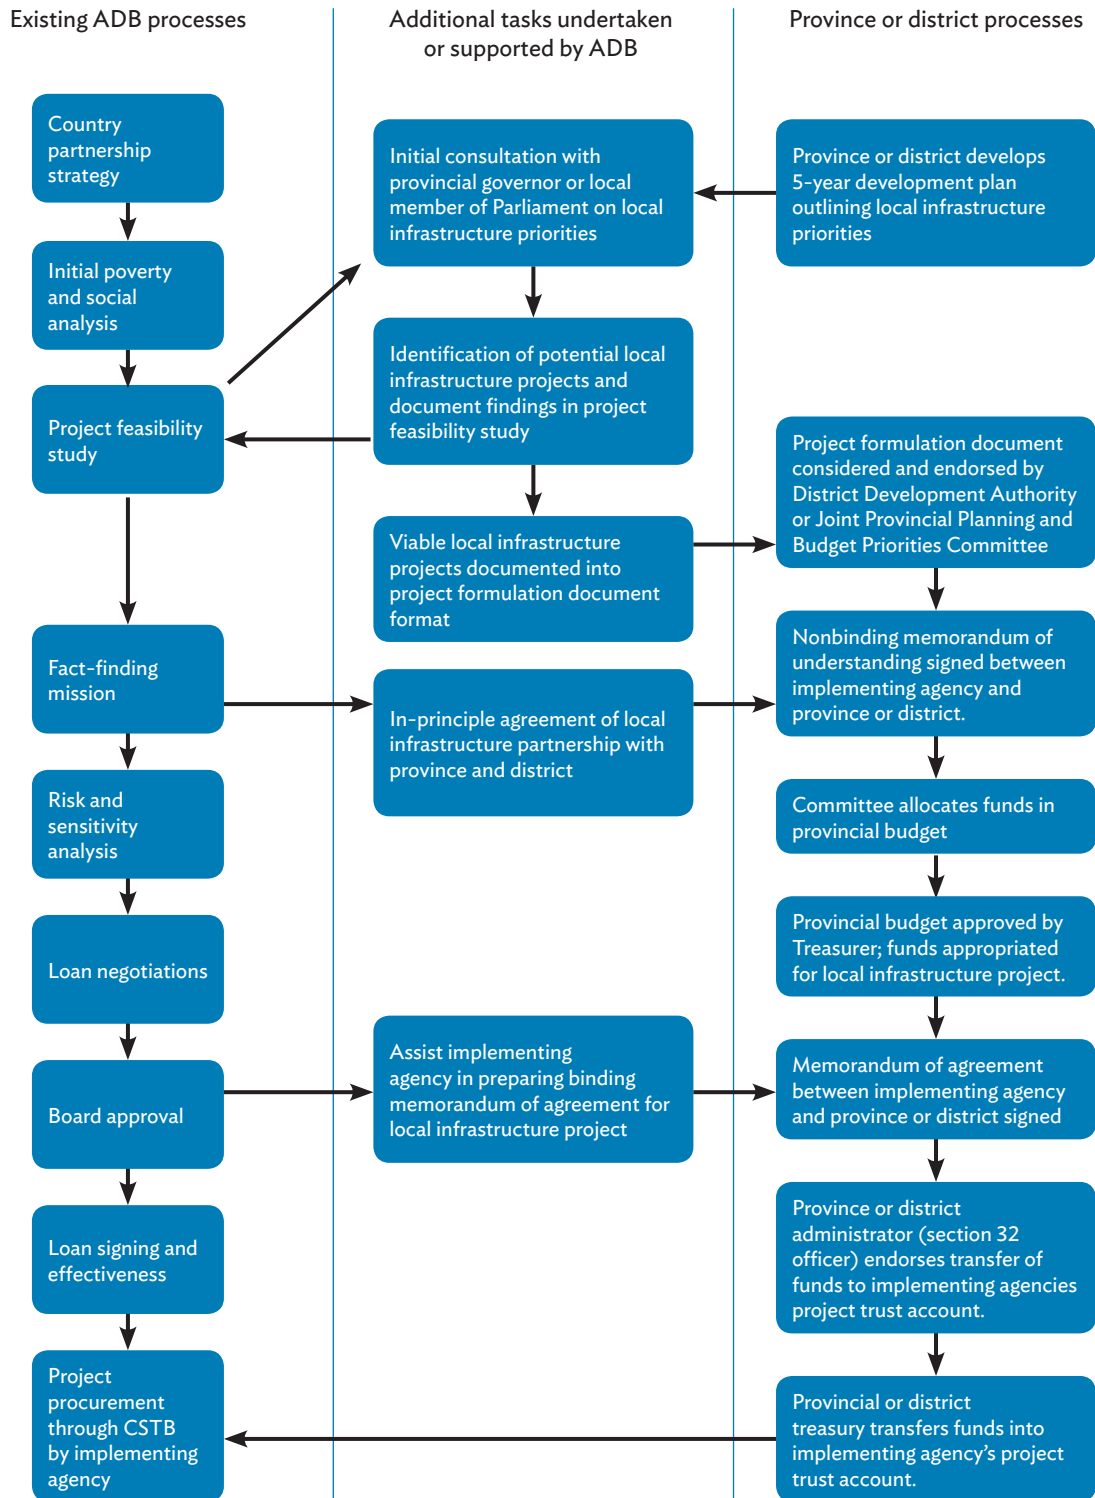 Existing ADB processes
Additional tasks undertaken
or supported by ADB
Province or district processes
Country
partnership
strategy
Initial poverty
and social
analysis
Project feasibility
study
Fact-finding
mission
Risk and
sensitivity
analysis
Loan negotiations
Board approval
Loan signing and
effectiveness
Project
procurement
through CSTB
by implementing
agency
Initial consultation with
provincial governor or local
member of Parliament on local
infrastructure priorities
Identification of potential local
infrastructure projects and
document findings in project
feasibility study
Viable local infrastructure
projects documented into
project formulation document
format
In-principle agreement of local
infrastructure partnership with
province and district
Assist implementing
agency in preparing binding
memorandum of agreement for
local infrastructure project
Province or district develops
5-year development plan
outlining local infrastructure
priorities
Project formulation document
considered and endorsed by
District Development Authority
or Joint Provincial Planning and
Budget Priorities Committee
Nonbinding memorandum of
understanding signed between
implementing agency and
province or district.
Committee allocates funds in
provincial budget
Provincial budget approved by
Treasurer; funds appropriated
for local infrastructure project.
Memorandum of agreement
between implementing agency
and province or district signed
Province or district
administrator (section 32
officer) endorses transfer of
funds to implementing agencies
project trust account.
Provincial or district
treasury transfers funds into
implementing agency's project
trust account.